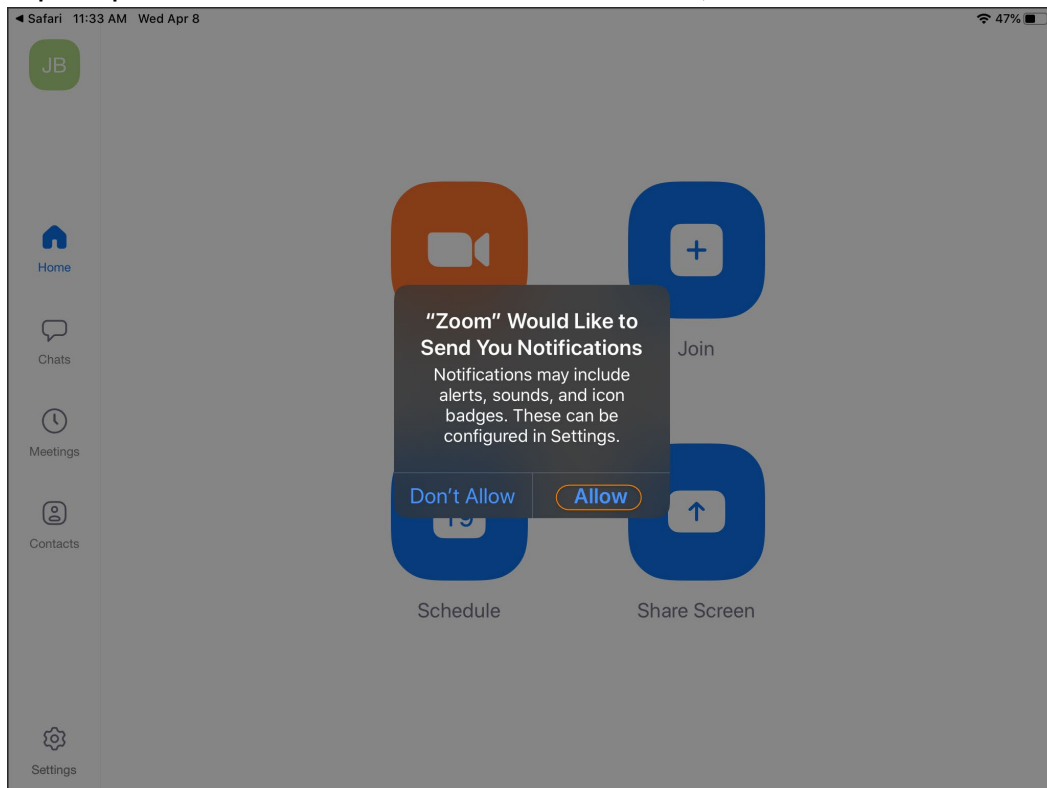 ◀ Safari 11:33 AM Wed Apr 8 47%
JB
Home
Chats
Meetings
Contacts
Settings
Join
"Zoom" Would Like to
Send You Notifications
Notifications may include
alerts, sounds, and icon
badges. These can be
configured in Settings.
Don't Allow Allow
19
Schedule Share Screen